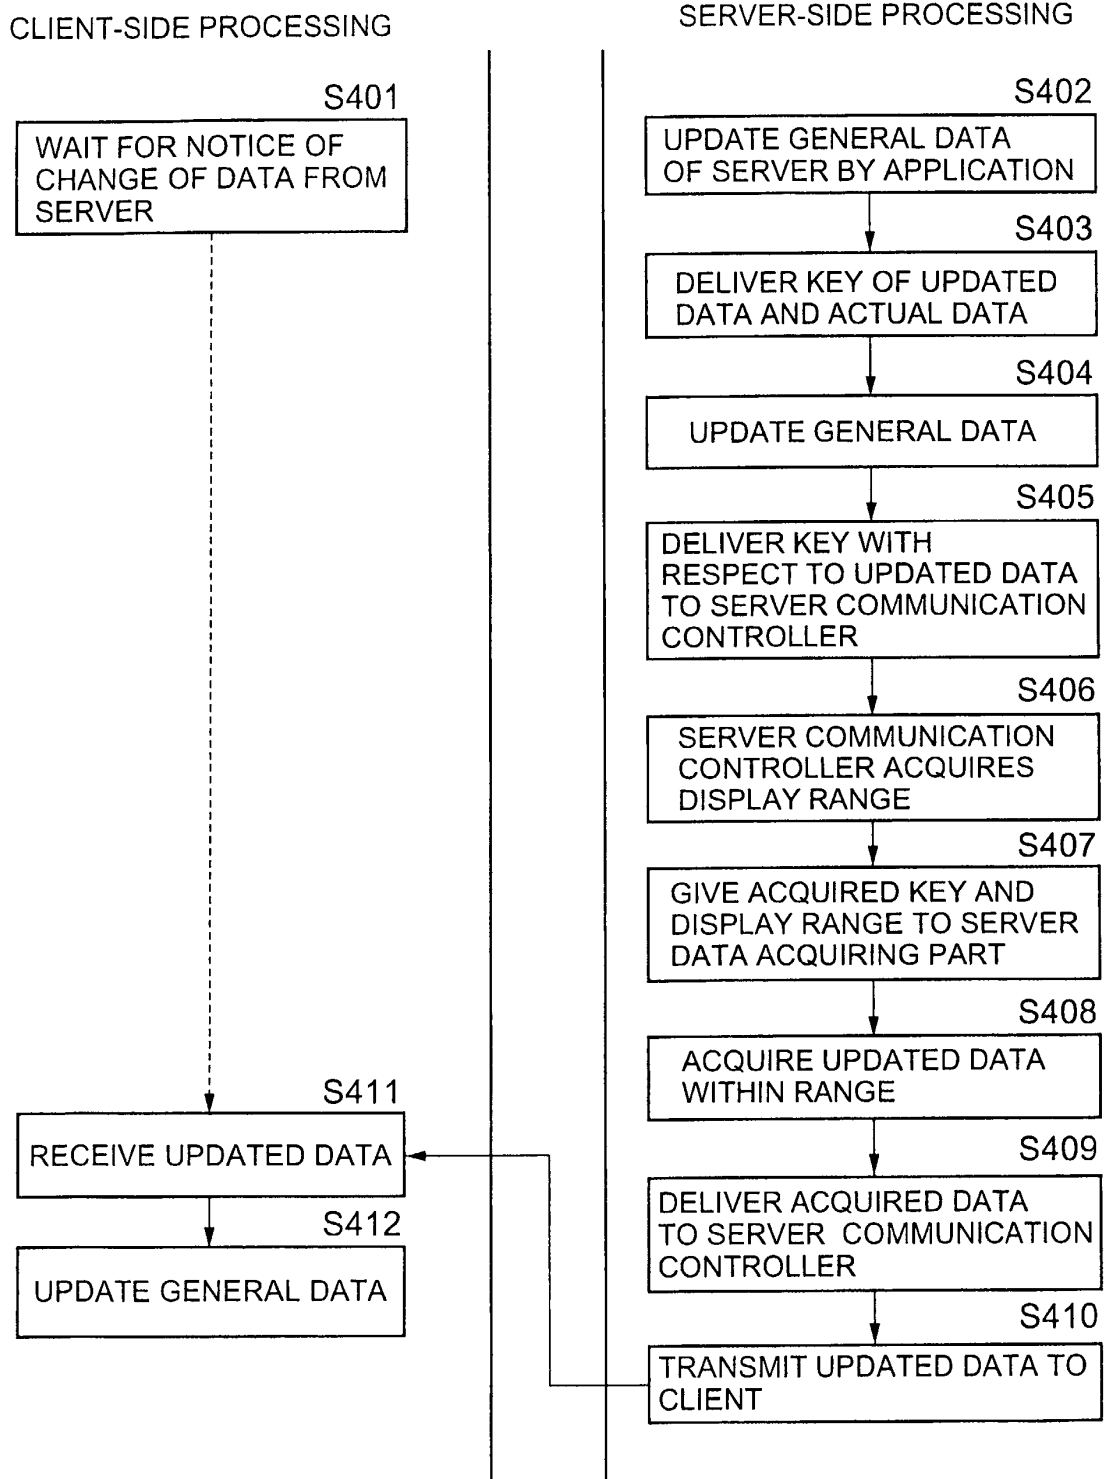 CLIENT-SIDE PROCESSING
SERVER-SIDE PROCESSING
S401
WAIT FOR NOTICE OF
CHANGE OF DATA FROM
SERVER
S402
UPDATE GENERAL DATA
OF SERVER BY APPLICATION
S403
DELIVER KEY OF UPDATED
DATA AND ACTUAL DATA
S404
UPDATE GENERAL DATA
S405
DELIVER KEY WITH
RESPECT TO UPDATED DATA
TO SERVER COMMUNICATION
CONTROLLER
S406
SERVER COMMUNICATION
CONTROLLER ACQUIRES
DISPLAY RANGE
S407
GIVE ACQUIRED KEY AND
DISPLAY RANGE TO SERVER
DATA ACQUIRING PART
S408
ACQUIRE UPDATED DATA
WITHIN RANGE
S409
DELIVER ACQUIRED DATA
TO SERVER COMMUNICATION
CONTROLLER
S410
TRANSMIT UPDATED DATA TO
CLIENT
S411
RECEIVE UPDATED DATA
S412
UPDATE GENERAL DATA